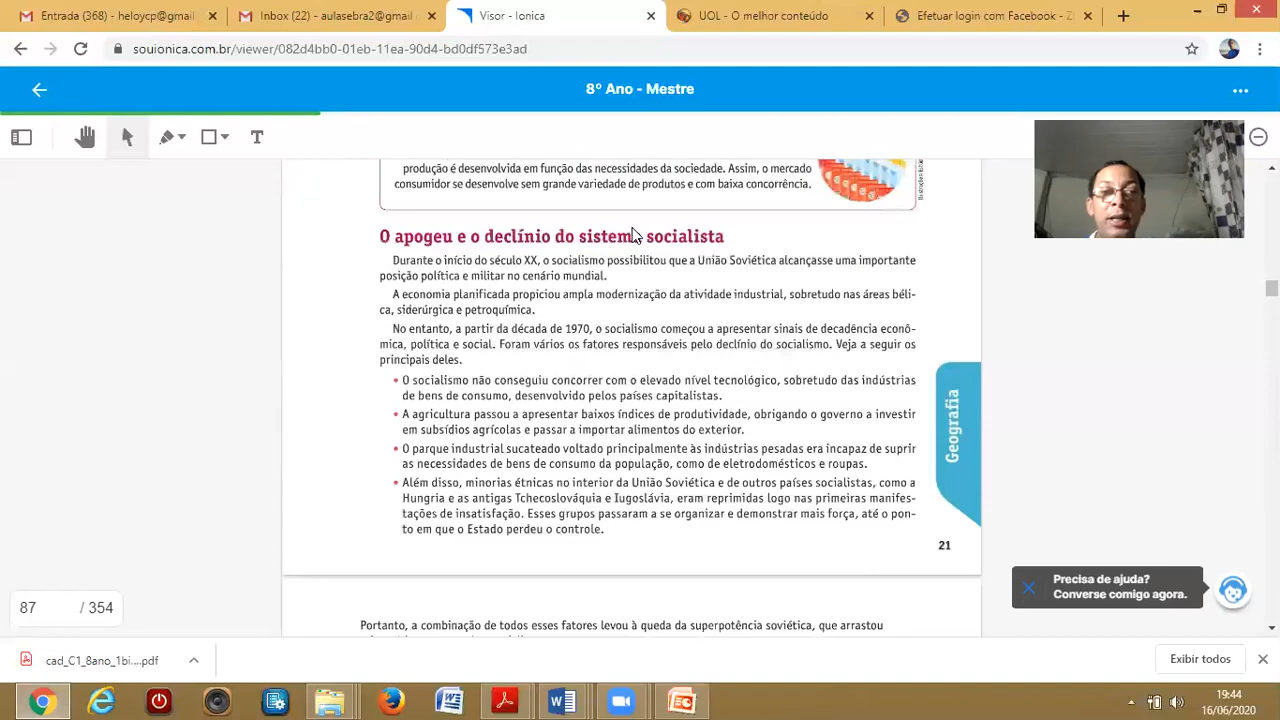 Entrada (368) - heloycp@gmail
Inbox (22) - aulasebra2@gmail
Visor - Ionica
UOL - O melhor conteúdo
Efetuar login com Facebook -
souionica.com.br/viewer/082d4bb0-01eb-11ea-90d4-bd0df573e3ad
8º Ano - Mestre
T
produção é desenvolvida em função das necessidades da sociedade. Assim, o mercado
consumidor se desenvolve sem grande variedade de produtos e com baixa concorrência.
O apogeu e o declínio do sistema socialista
Durante o início do século XX, o socialismo possibilitou que a União Soviética alcançasse uma importante
posição política e militar no cenário mundial.
A economia planificada propiciou ampla modernização da atividade industrial, sobretudo nas áreas béli-
ca, siderúrgica e petroquímica.
No entanto, a partir da década de 1970, o socialismo começou a apresentar sinais de decadência econô-
mica, política e social. Foram vários os fatores responsáveis pelo declínio do socialismo. Veja a seguir os
principais deles.
• O socialismo não conseguiu concorrer com o elevado nível tecnológico, sobretudo das indústrias
de bens de consumo, desenvolvido pelos países capitalistas.
• A agricultura passou a apresentar baixos índices de produtividade, obrigando o governo a investir
em subsídios agrícolas e passar a importar alimentos do exterior.
• O parque industrial sucateado voltado principalmente às indústrias pesadas era incapaz de suprir
as necessidades de bens de consumo da população, como de eletrodomésticos e roupas.
• Além disso, minorias étnicas no interior da União Soviética e de outros países socialistas, como a
Hungria e as antigas Tchecoslováquia e Iugoslávia, eram reprimidas logo nas primeiras manifes-
tações de insatisfação. Esses grupos passaram a se organizar e demonstrar mais força, até o pon-
to em que o Estado perdeu o controle.
Geografia
21
Precisa de ajuda?
Converse comigo agora.
87 / 354
Portanto, a combinação de todos esses fatores levou à queda da superpotência soviética, que arrastou
cad_C1_8ano_1bi....pdf
Exibir todos
19:44
16/06/2020